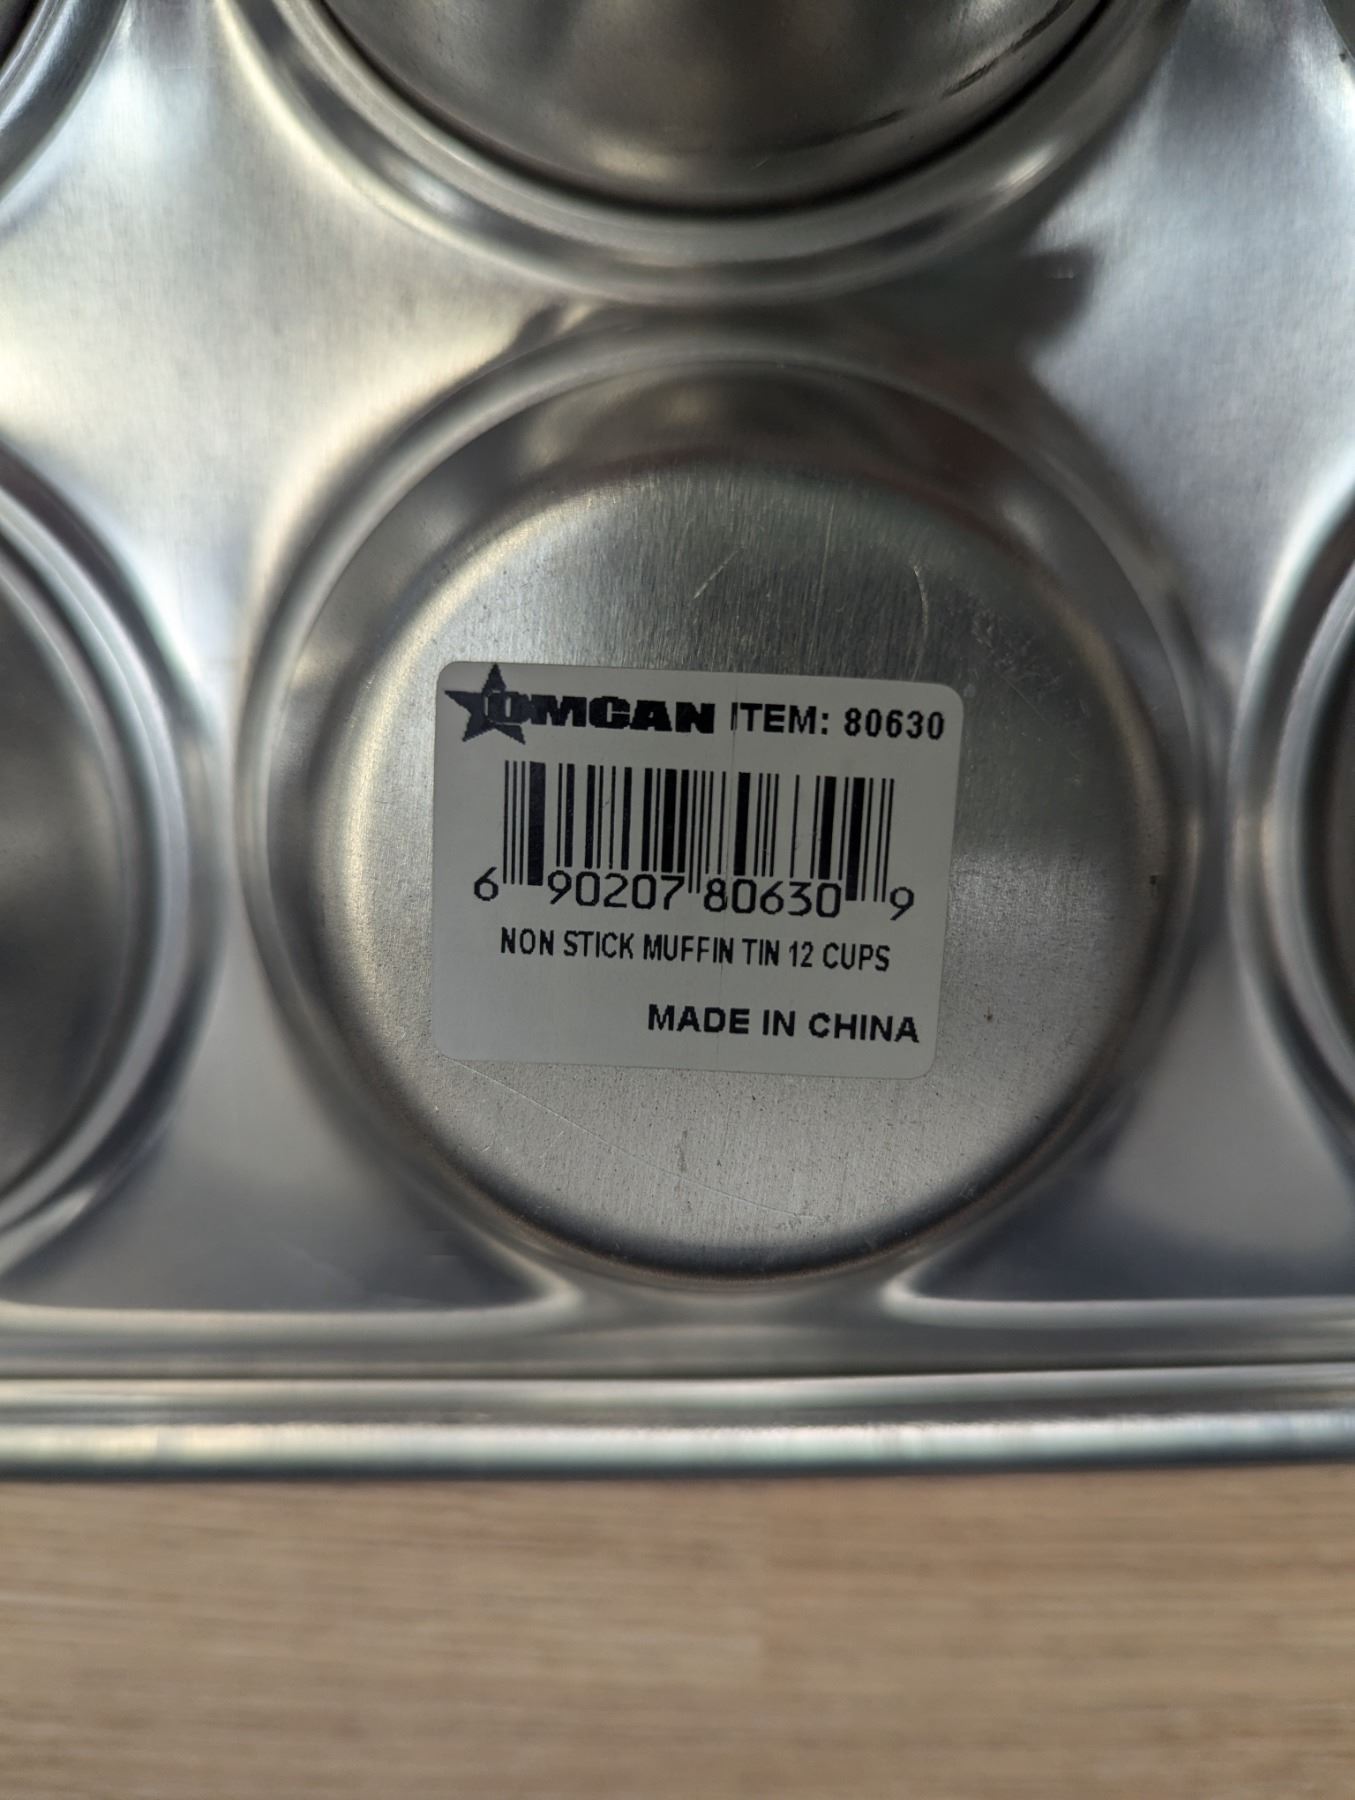 OMCAN ITEM: 80630
6 90207 80630 9
NON STICK MUFFIN TIN 12 CUPS
MADE IN CHINA